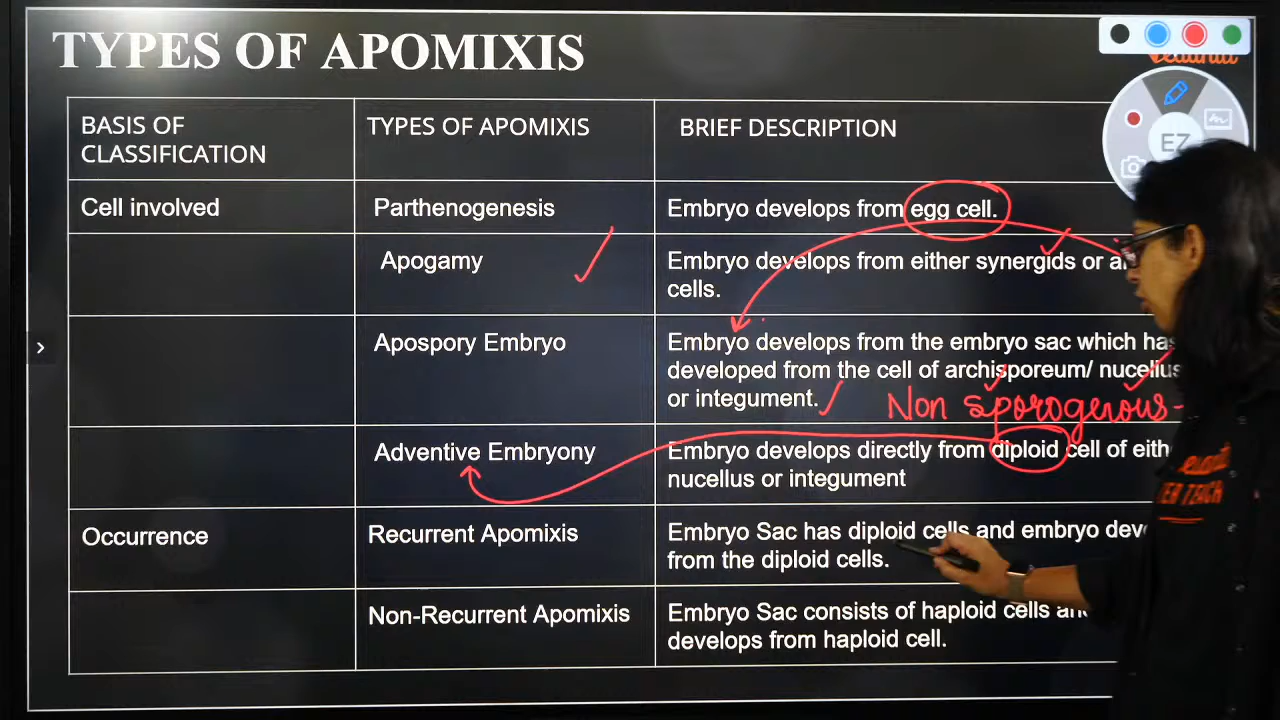 TYPES OF APOMIXIS
BASIS OF
CLASSIFICATION
TYPES OF APOMIXIS
BRIEF DESCRIPTION
Cell involved
Parthenogenesis
Embryo develops from egg cell.
Apogamy
Embryo develops from either synergids or
cells.
Apospory Embryo
Embryo develops from the embryo sac which has
developed from the cell of archisporeum/ nucellus
or integument.
Non sporogerous-
Adventive Embryony
Embryo develops directly from diploid cell of
nucellus or integument
Occurrence
Recurrent Apomixis
Embryo Sac has diploid cells and embryo
from the diploid cells.
Non-Recurrent Apomixis
Embryo Sac consists of haploid cells
develops from haploid cell.
EZ